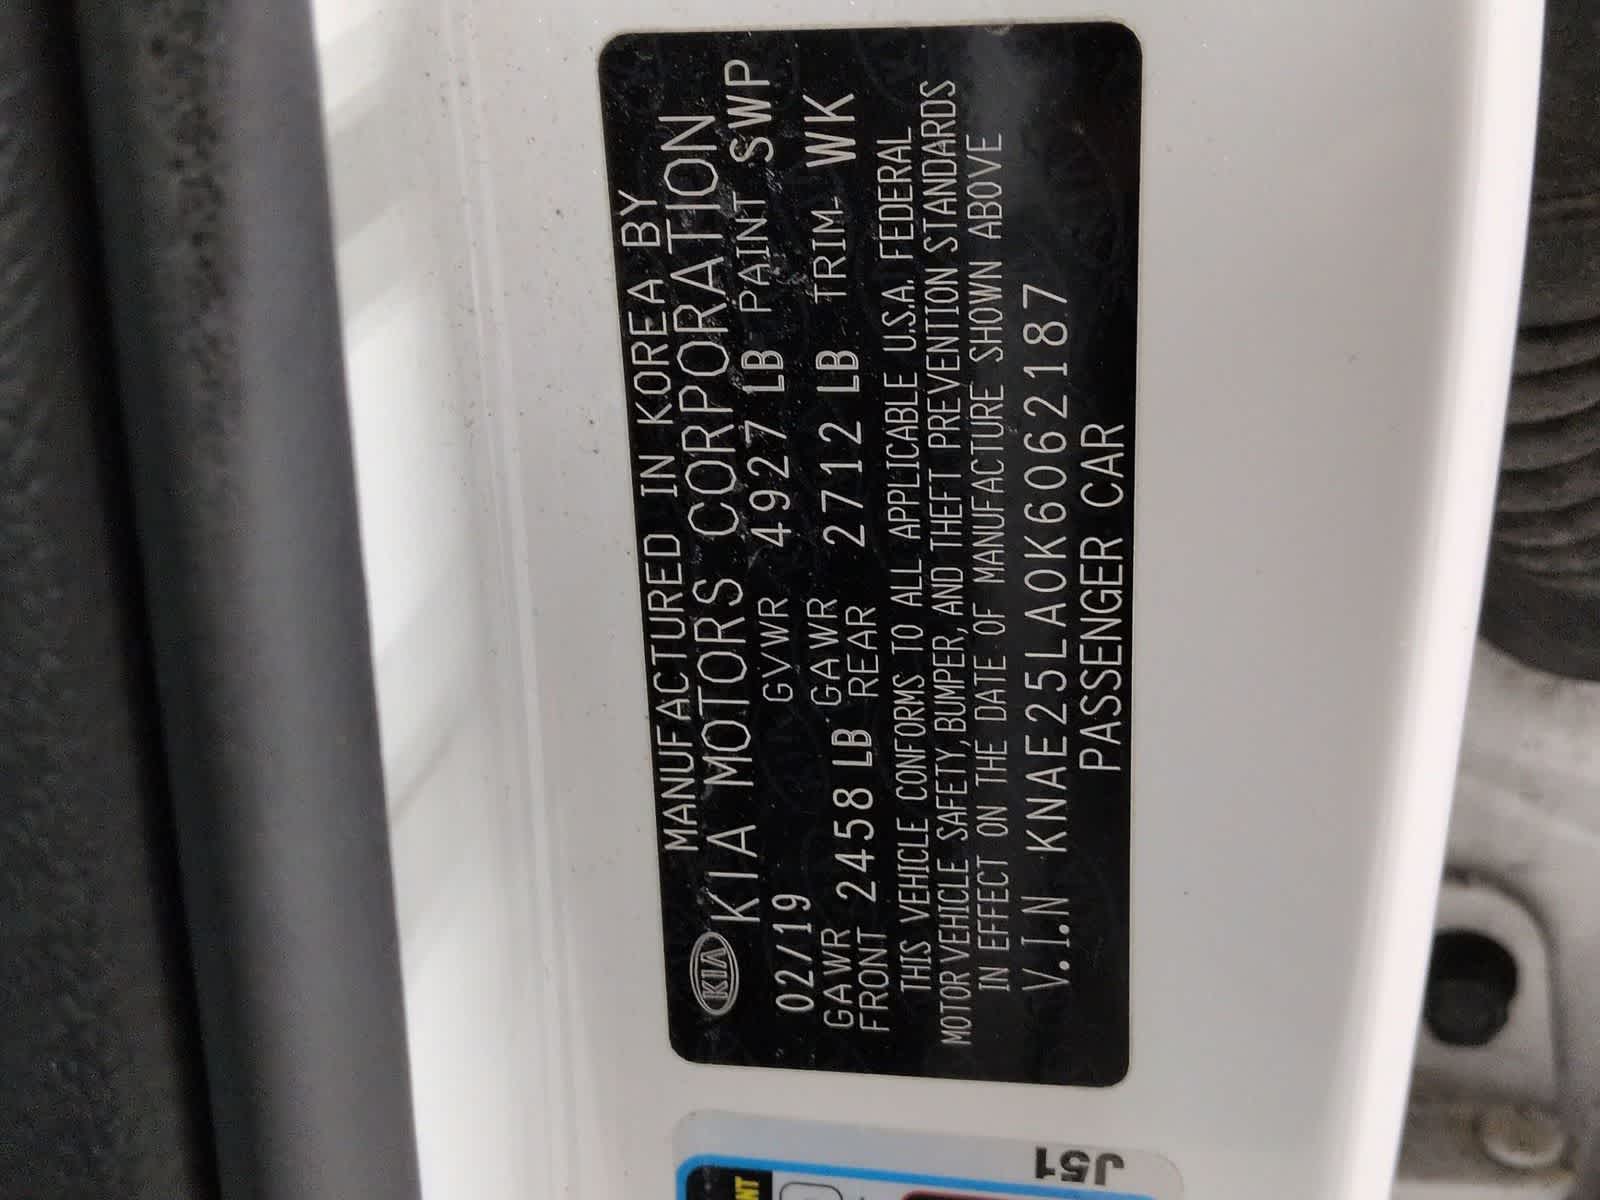 KIA
MANUFACTURED IN KOREA BY
KIA MOTORS CORPORATION
02/19 GVWR 4927 LB PAINT SWP
GAWR FRONT 2458 LB GAWR REAR 2712 LB TRIM- WK
THIS VEHICLE CONFORMS TO ALL APPLICABLE U.S.A. FEDERAL
MOTOR VEHICLE SAFETY, BUMPER, AND THEFT PREVENTION STANDARDS
IN EFFECT ON THE DATE OF MANUFACTURE SHOWN ABOVE
V.I.N KNAE25LA0K6062187
PASSENGER CAR
J51